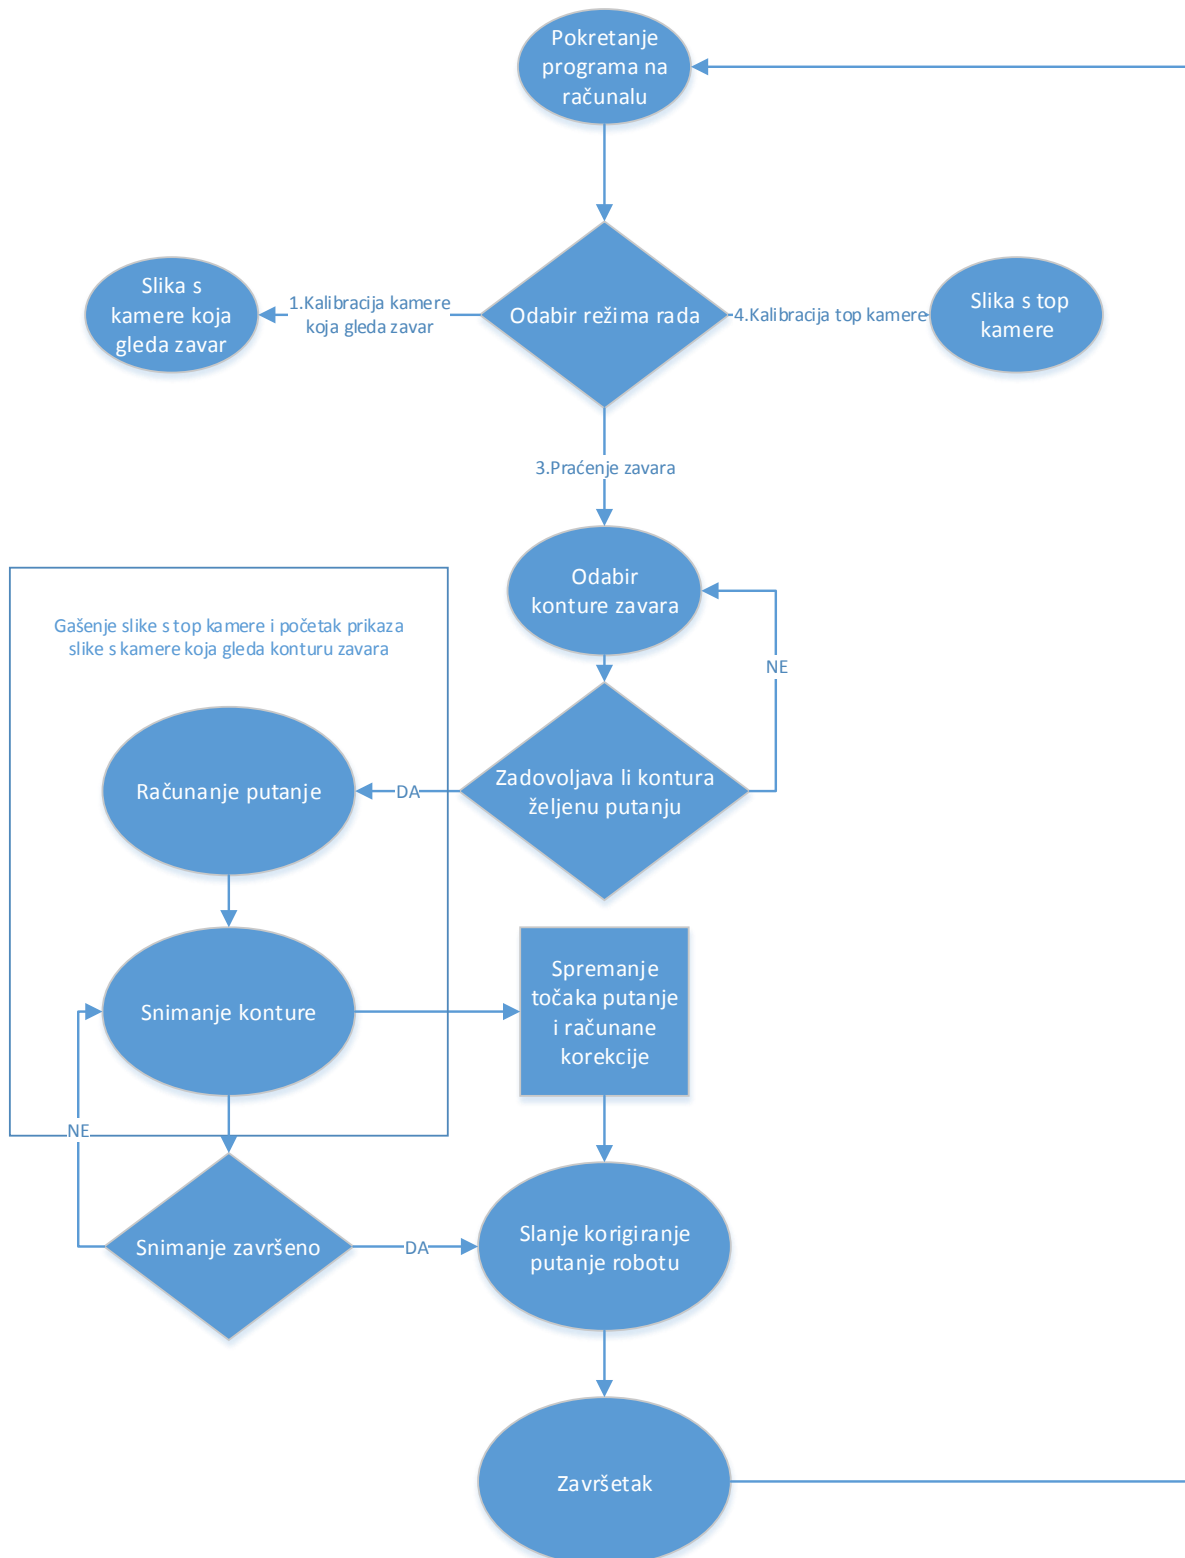 Pokretanje
programa na
računalu
Slika s
kamere koja
gleda zavar
1.Kalibracija kamere
koja gleda zavar
Odabir režima rada
4.Kalibracija top kamere
Slika s top
kamere
3.Praćenje zavara
Odabir
konture zavara
NE
Gašenje slike s top kamere i početak prikaza
slike s kamere koja gleda konturu zavara
Zadovoljava li kontura
željenu putanju
DA
Računanje putanje
Snimanje konture
Spremanje
točaka putanje
i računane
korekcije
NE
Snimanje završeno
DA
Slanje korigiranje
putanje robotu
Završetak